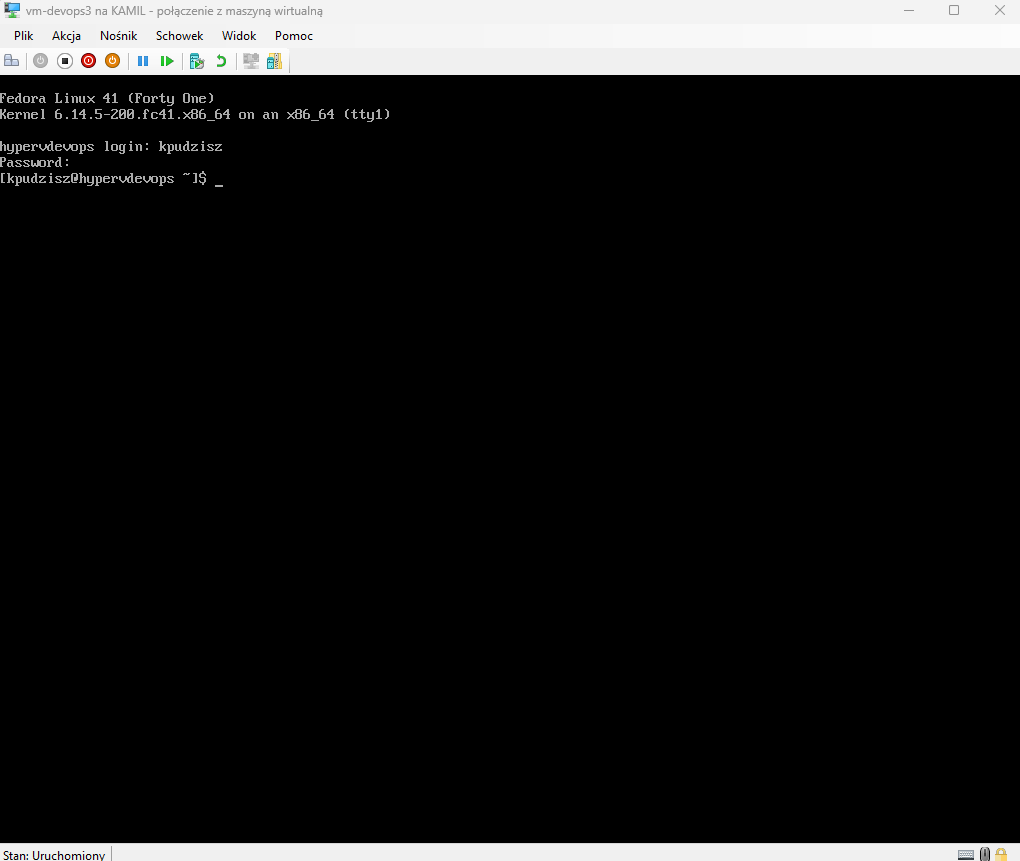 vm-devops3 na KAMIL - połączenie z maszyną wirtualną
Plik Akcja Nośnik Schowek Widok Pomoc
Fedora Linux 41 (Forty One)
Kernel 6.14.5-200.fc41.x86_64 on an x86_64 (tty1)
hypervdevops login: kpudzisz
Password:
[kpudzisz@hypervdevops ~]$ _
Stan: Uruchomiony